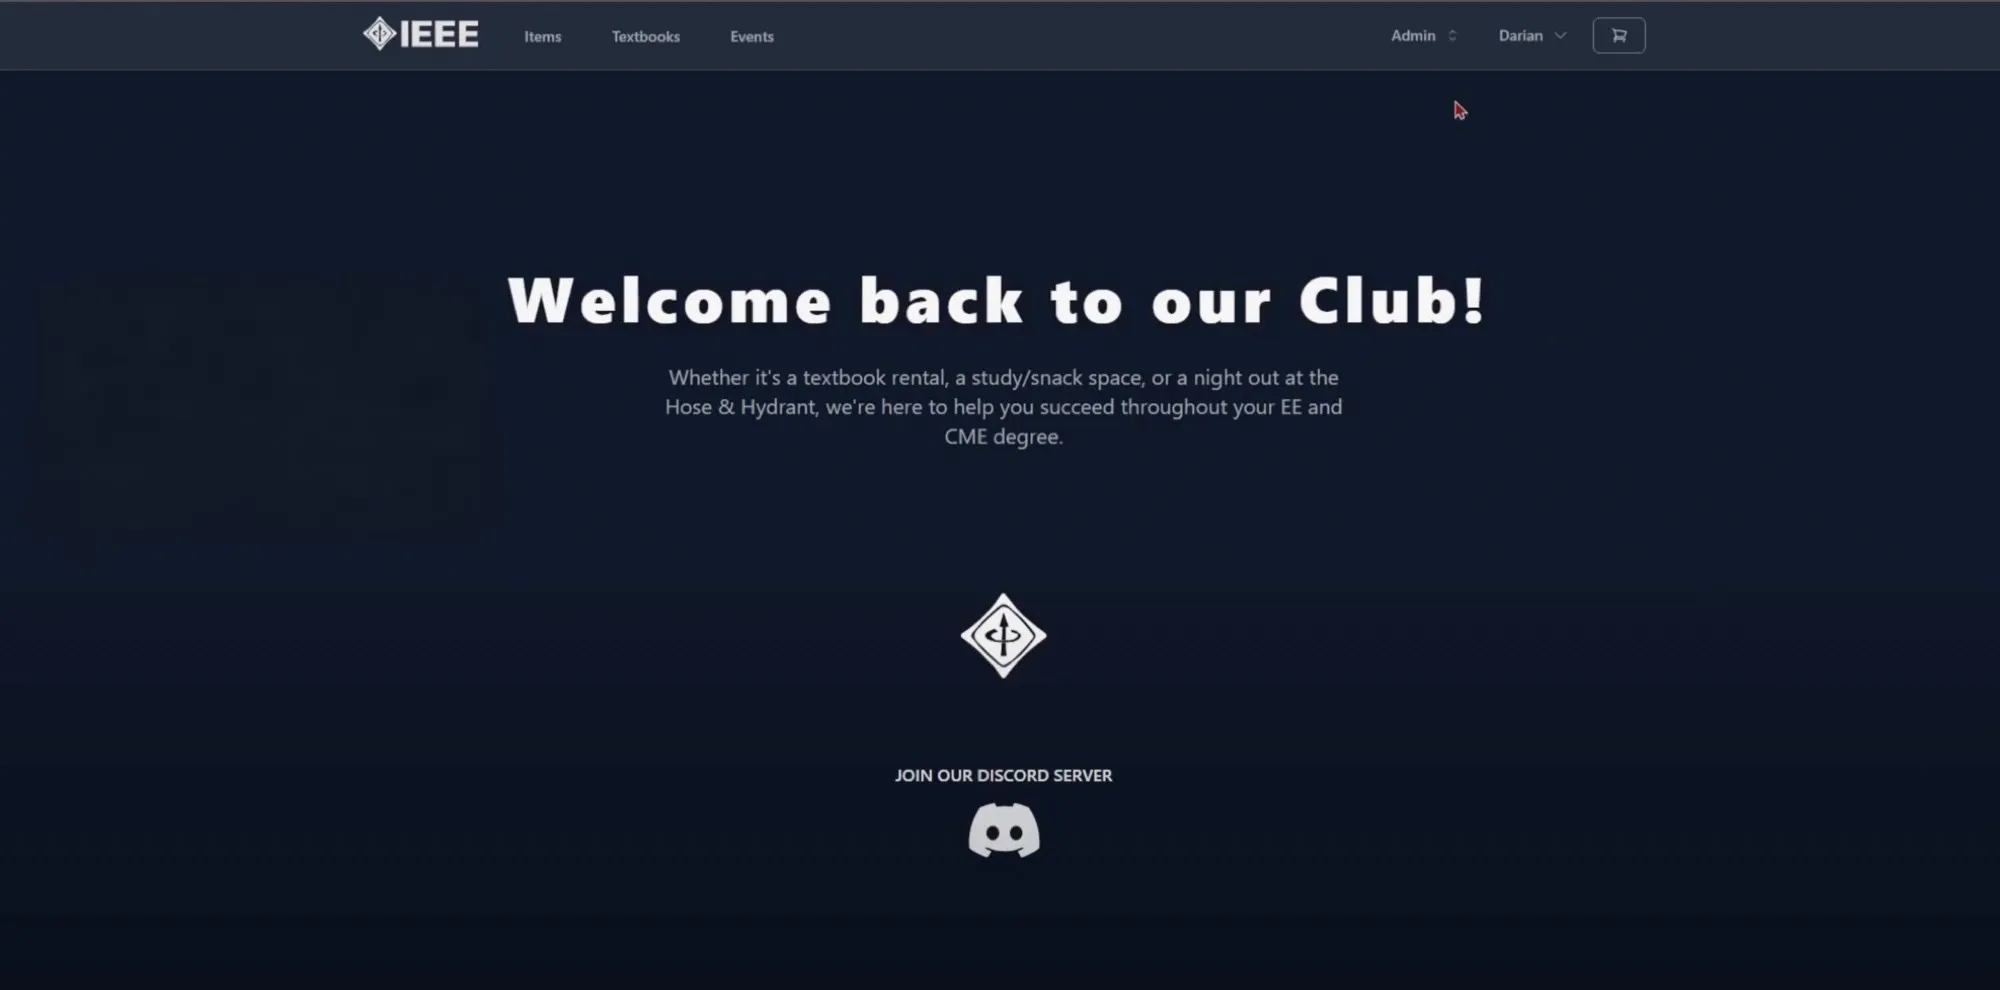 IEEE
Items
Textbooks
Events
Admin
Darian
Welcome back to our Club!
Whether it's a textbook rental, a study/snack space, or a night out at the
Hose & Hydrant, we're here to help you succeed throughout your EE and
CME degree.
JOIN OUR DISCORD SERVER